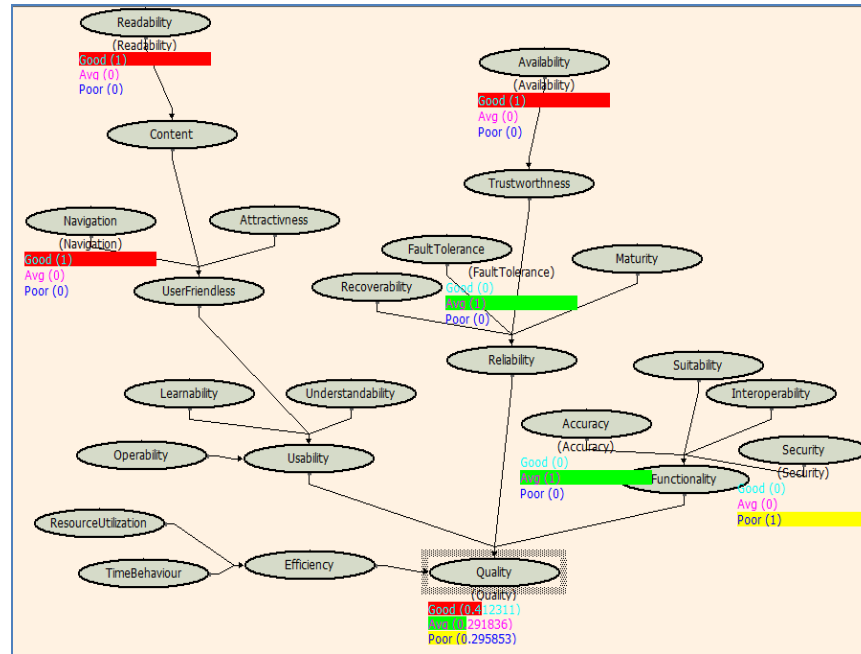 Readability
(Readability)
Good (1)
Avg (0)
Poor (0)
Availability
(Availability)
Good (1)
Avg (0)
Poor (0)
Content
Trustworthness
Navigation
(Navigation)
Good (1)
Avg (0)
Poor (0)
Attractivness
FaultTolerance
(FaultTolerance)
Good (0)
Avg (1)
Poor (0)
Maturity
UserFriendless
Recoverability
Reliability
Suitability
Learnability
Understandability
Interoperability
Accuracy
(Accuracy)
Good (0)
Avg (1)
Poor (0)
Security
(Security)
Good (0)
Avg (0)
Poor (1)
Operability
Usability
Functionality
ResourceUtilization
TimeBehaviour
Efficiency
Quality
(Quality)
Good (0.412311)
Avg (0.291836)
Poor (0.295853)